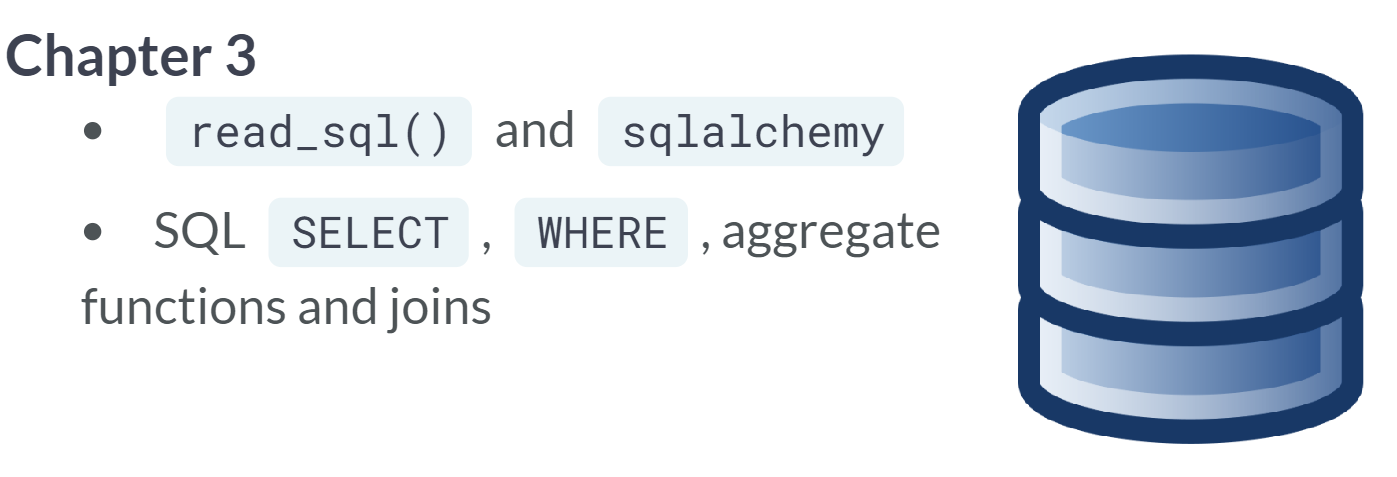 Chapter 3
• read_sql() and sqlalchemy
• SQL SELECT , WHERE , aggregate
functions and joins